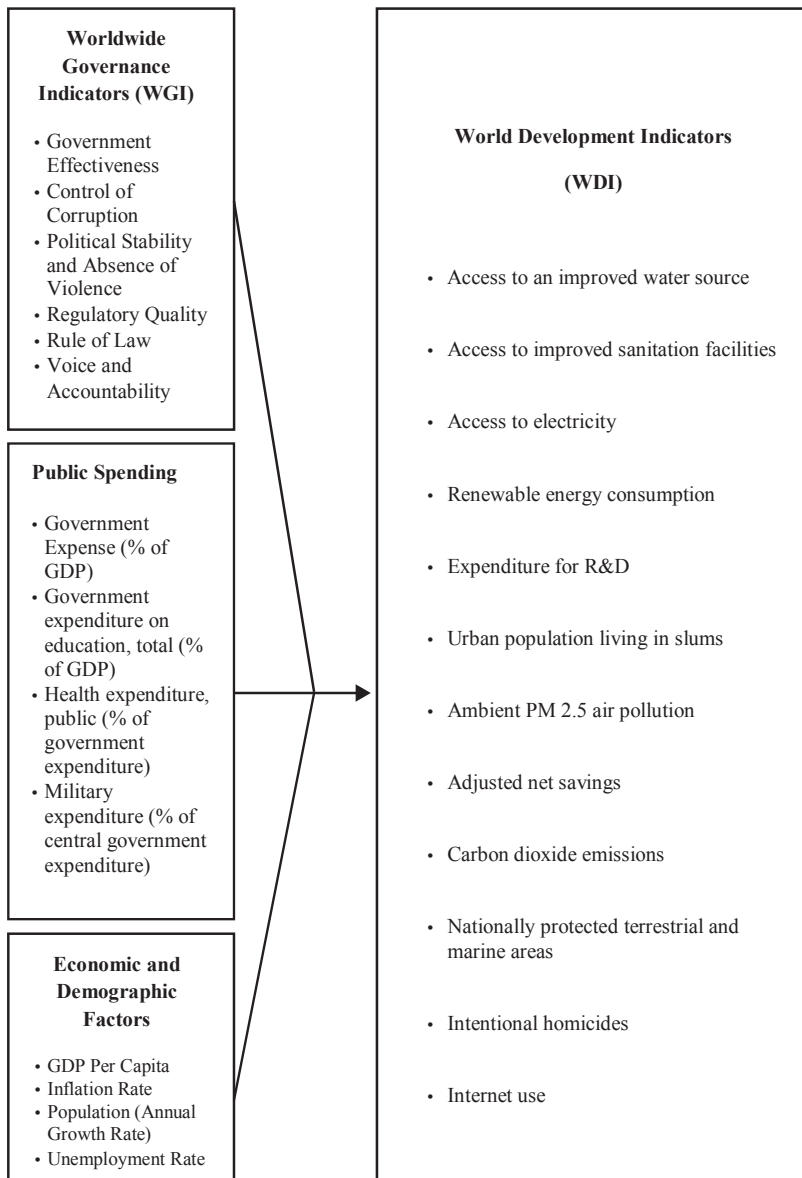 Worldwide
Governance
Indicators (WGI)
• Government
Effectiveness
• Control of
Corruption
• Political Stability
and Absence of
Violence
• Regulatory Quality
• Rule of Law
• Voice and
Accountability
Public Spending
• Government
Expense (% of
GDP)
• Government
expenditure on
education, total (%
of GDP)
• Health expenditure,
public (% of
government
expenditure)
• Military
expenditure (% of
central government
expenditure)
Economic and
Demographic
Factors
• GDP Per Capita
• Inflation Rate
• Population (Annual
Growth Rate)
• Unemployment Rate
World Development Indicators
(WDI)
• Access to an improved water source
• Access to improved sanitation facilities
• Access to electricity
• Renewable energy consumption
• Expenditure for R&D
• Urban population living in slums
• Ambient PM 2.5 air pollution
• Adjusted net savings
• Carbon dioxide emissions
• Nationally protected terrestrial and
marine areas
• Intentional homicides
• Internet use